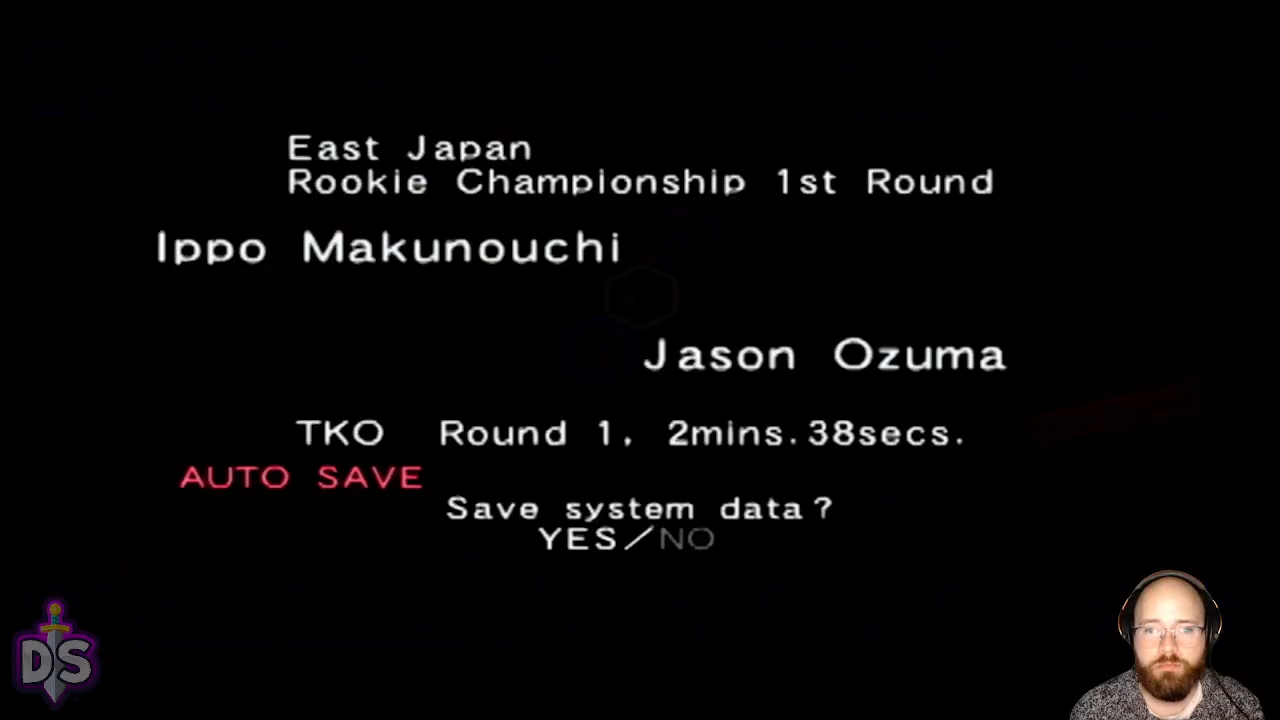 East Japan
Rookie Championship 1st Round
Ippo Makunouchi
Jason Ozuma
TKO Round 1, 2mins.38secs.
AUTO SAVE
Save system data?
YES/NO
DS